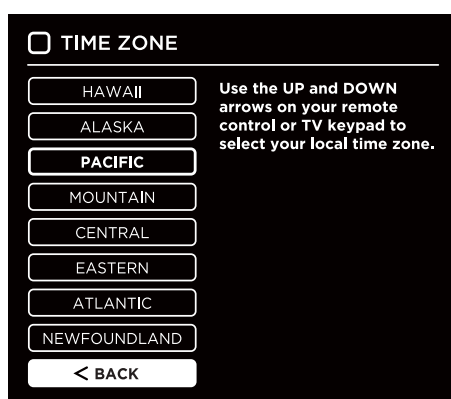 TIME ZONE
HAWAII
ALASKA
PACIFIC
MOUNTAIN
CENTRAL
EASTERN
ATLANTIC
NEWFOUNDLAND
< BACK
Use the UP and DOWN
arrows on your remote
control or TV keypad to
select your local time zone.